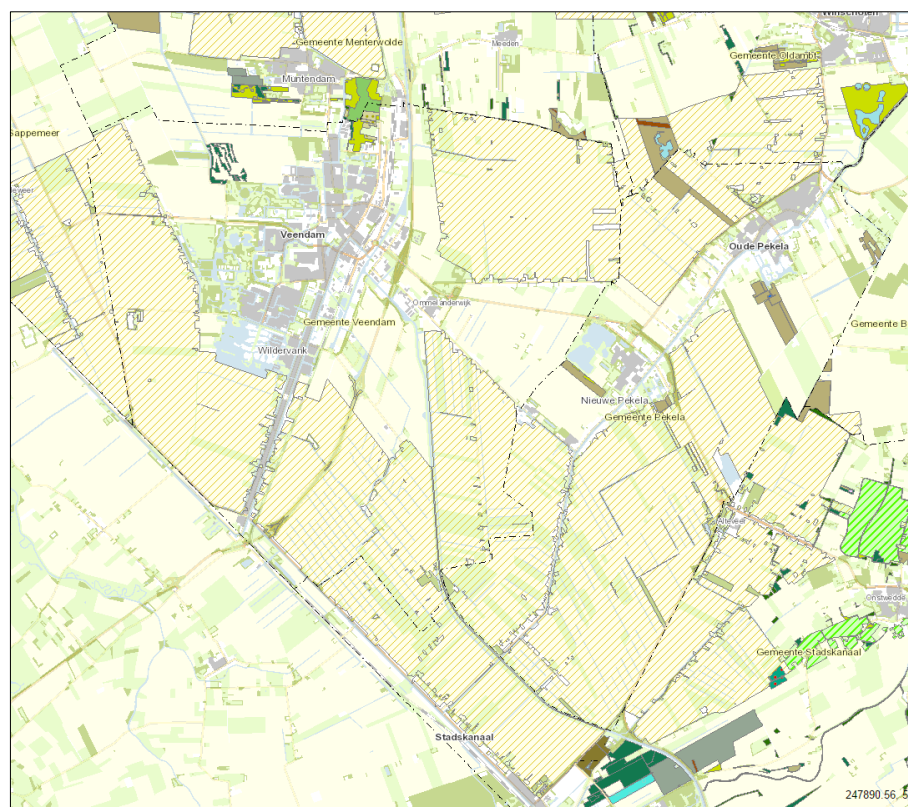 Winschoten
Gemeente Menterwolde
Meeden
Gemeente Oldambt
Muntendam
Sappemeer
Veendam
Oude Pekela
Ommelanderwijk
Gemeente Veendam
Gemeente B
Wildervank
Nieuwe Pekela
Gemeente Pekela
Alteveer
Onstwedde
Gemeente Stadskanaal
Stadskanaal
247890.56, 5